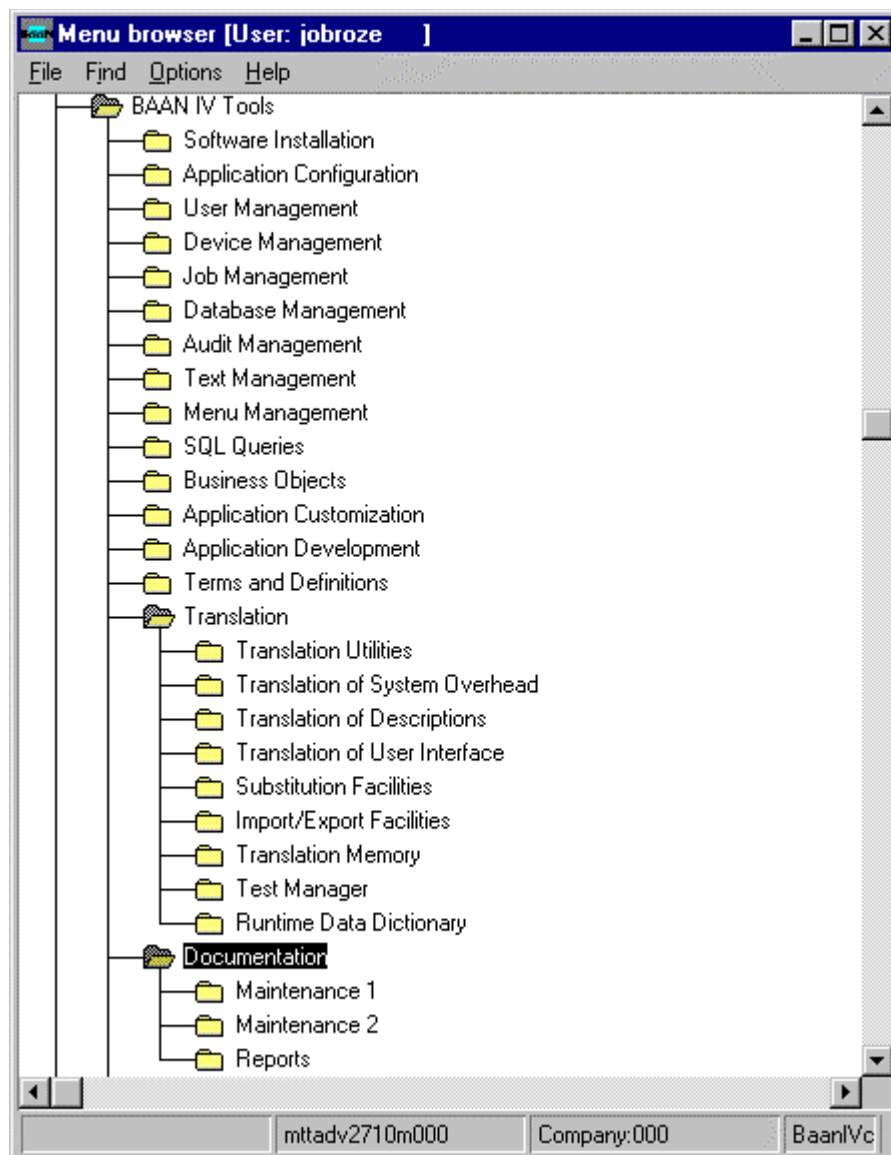 BaaN Menu browser [User: jobroze ]
File Find Options Help
BAAN IV Tools
Software Installation
Application Configuration
User Management
Device Management
Job Management
Database Management
Audit Management
Text Management
Menu Management
SQL Queries
Business Objects
Application Customization
Application Development
Terms and Definitions
Translation
Translation Utilities
Translation of System Overhead
Translation of Descriptions
Translation of User Interface
Substitution Facilities
Import/Export Facilities
Translation Memory
Test Manager
Runtime Data Dictionary
Documentation
Maintenance 1
Maintenance 2
Reports
mttadv2710m000 Company:000 BaanIVc